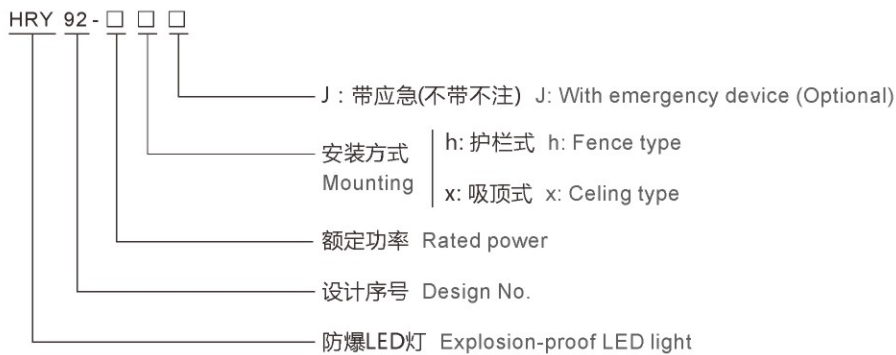 HRY 92-□ □ □
J：带应急(不带不注) J: With emergency device (Optional)
安装方式
Mounting
h: 护栏式 h: Fence type
x: 吸顶式 x: Celing type
额定功率 Rated power
设计序号 Design No.
防爆LED灯 Explosion-proof LED light